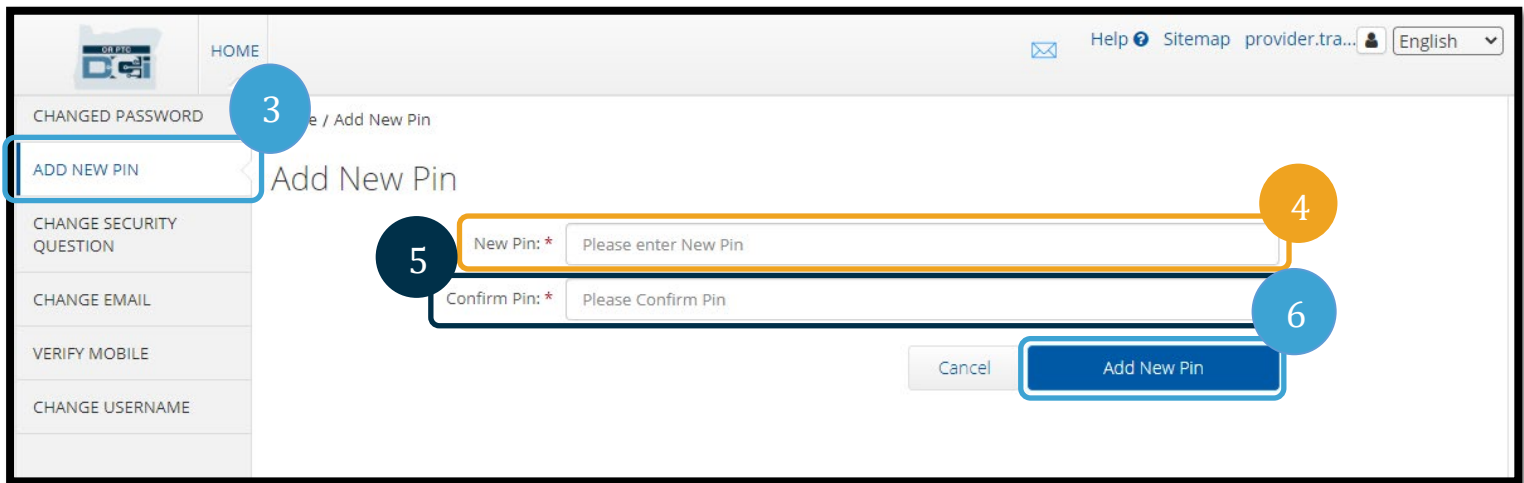 OR PTC
DCi
HOME
Help ? Sitemap provider.tra... English
CHANGED PASSWORD
3
e / Add New Pin
ADD NEW PIN
Add New Pin
4
CHANGE SECURITY
QUESTION
5
New Pin: * Please enter New Pin
CHANGE EMAIL
Confirm Pin: * Please Confirm Pin
6
VERIFY MOBILE
Cancel
Add New Pin
CHANGE USERNAME